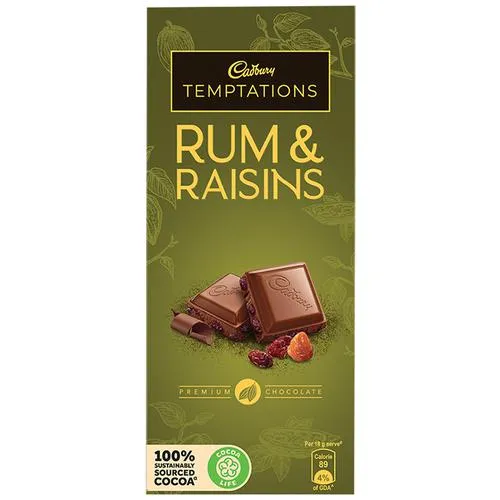 Cadbury
TEMPTATIONS
RUM &
RAISINS
Cadbury
PREMIUM CHOCOLATE
Per 18 g serve*
100%
SUSTAINABLY
SOURCED
COCOA^
COCOA
LIFE
Calorie
89
4%
of GDA*